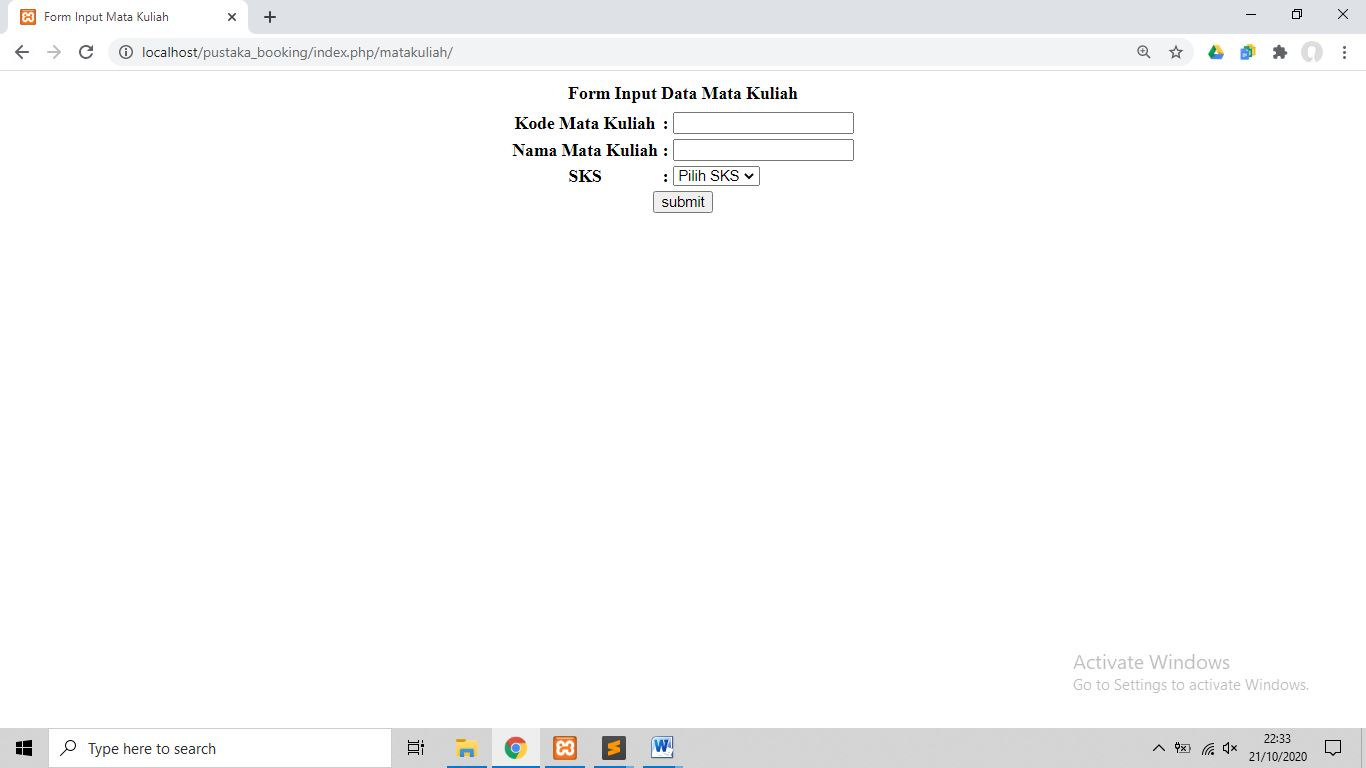 Form Input Mata Kuliah
localhost/pustaka_booking/index.php/matakuliah/
Form Input Data Mata Kuliah
Kode Mata Kuliah :
Nama Mata Kuliah :
SKS : Pilih SKS
submit
Activate Windows
Go to Settings to activate Windows.
Type here to search
22:33
21/10/2020